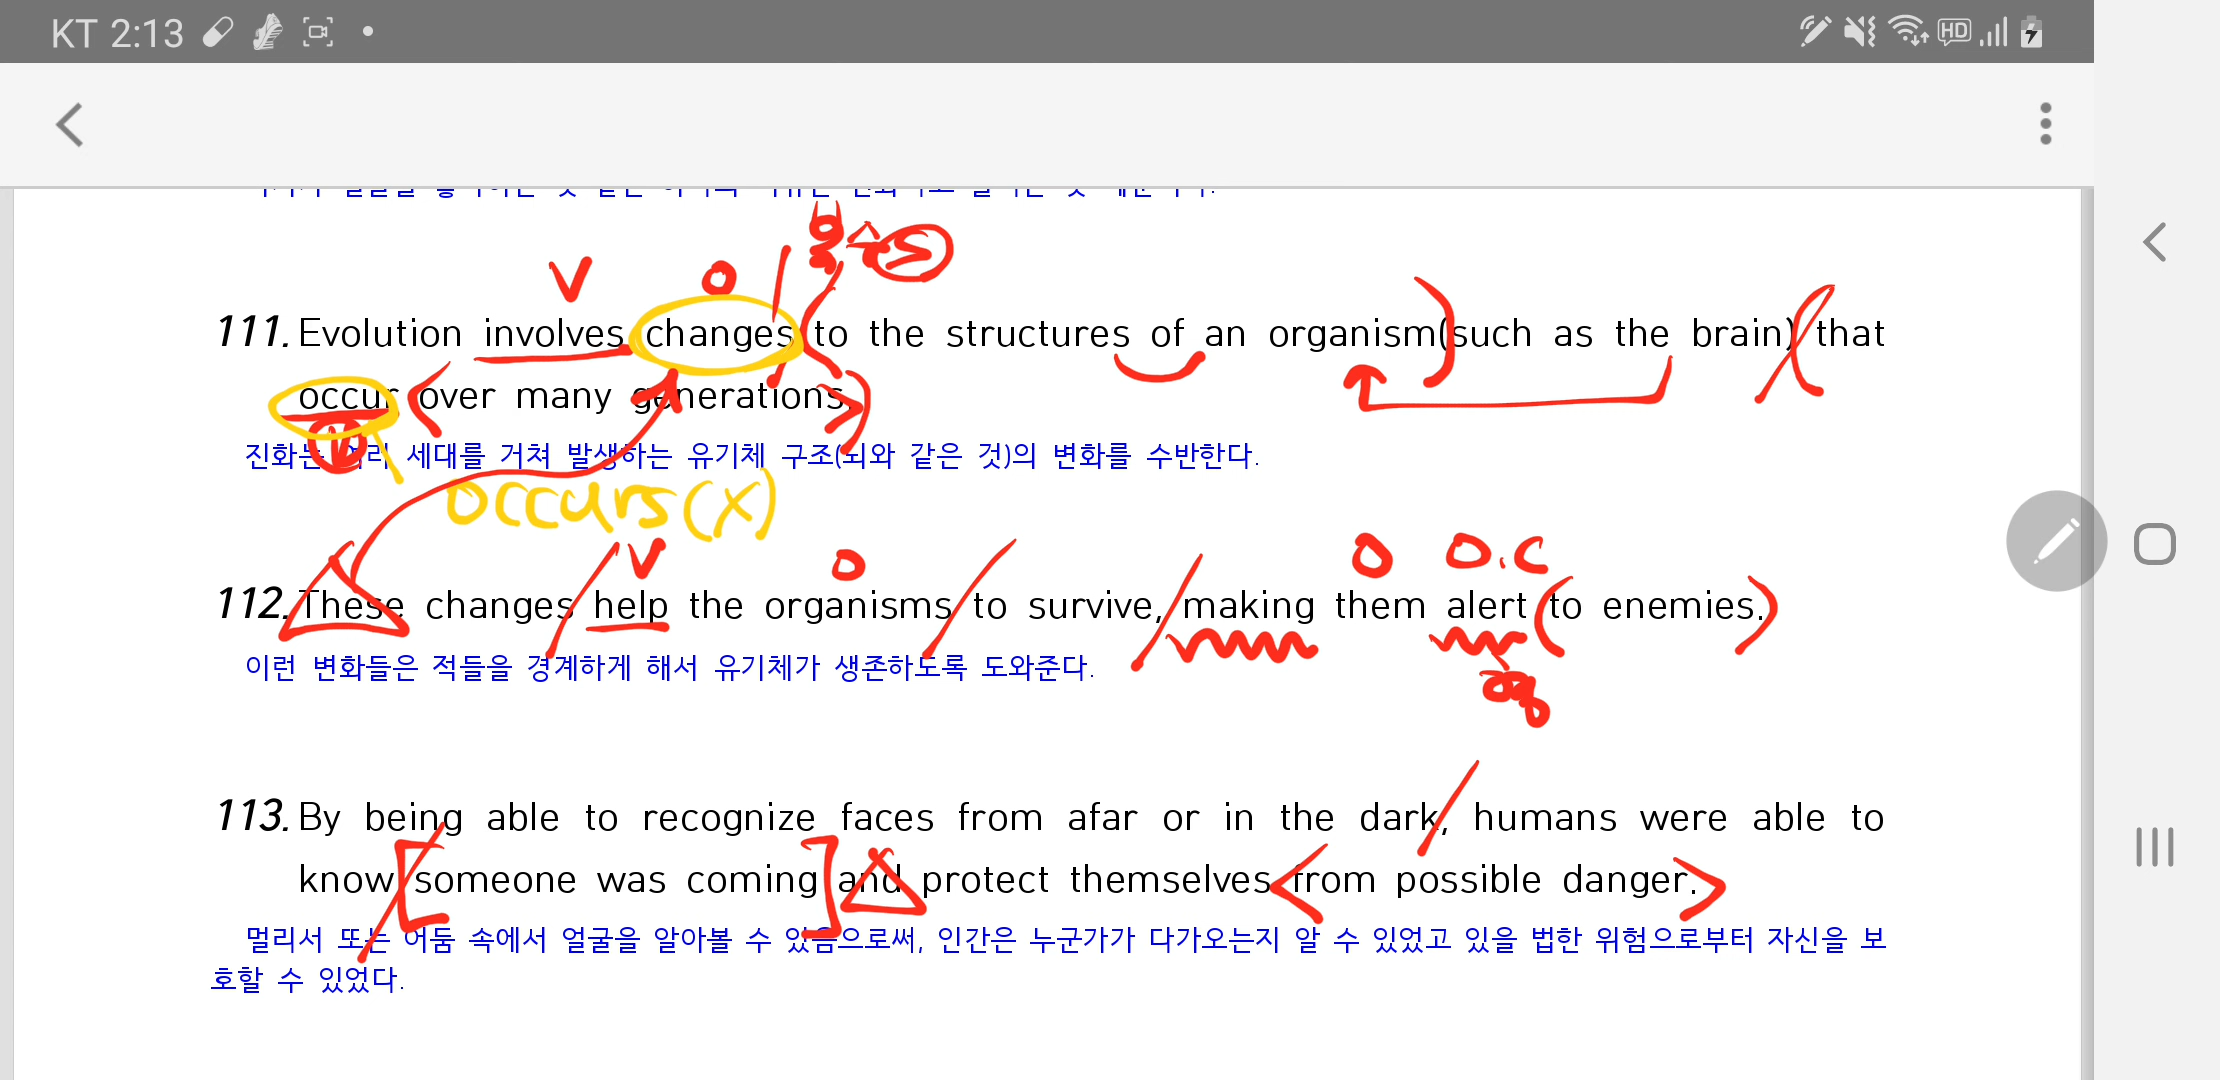 KT 2:13
HD
V O
111. Evolution involves changes to the structures of an organism(such as the brain) that
occur over many generations.
진화는 여러 세대를 거쳐 발생하는 유기체 구조(뇌와 같은 것)의 변화를 수반한다.
occurs(x)
V O O O.C
112. These changes help the organisms to survive, making them alert to enemies.
이런 변화들은 적들을 경계하게 해서 유기체가 생존하도록 도와준다.
113. By being able to recognize faces from afar or in the dark, humans were able to
know someone was coming and protect themselves from possible danger.
멀리서 또는 어둠 속에서 얼굴을 알아볼 수 있음으로써, 인간은 누군가가 다가오는지 알 수 있었고 있을 법한 위험으로부터 자신을 보
호할 수 있었다.